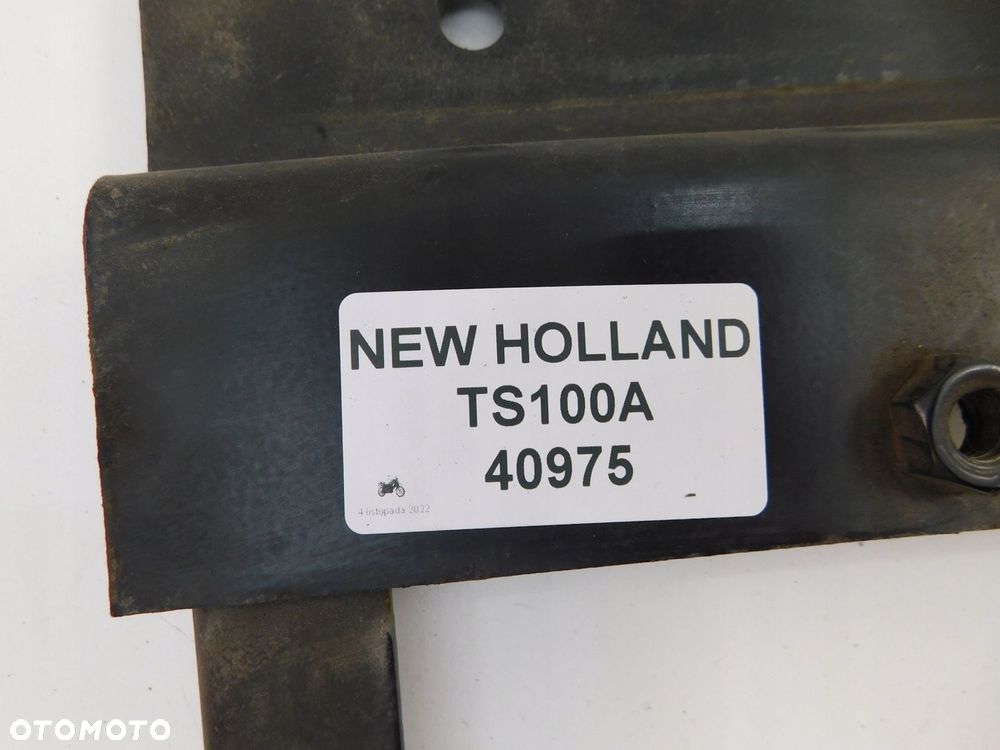 NEW HOLLAND
TS100A
40975
4 listopada 2022
OTOMOTO